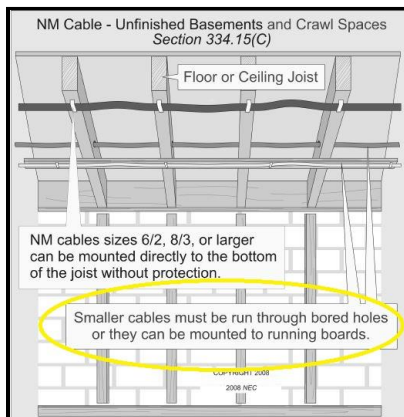 NM Cable - Unfinished Basements and Crawl Spaces
Section 334.15(C)
Floor or Ceiling Joist
NM cables sizes 6/2, 8/3, or larger
can be mounted directly to the bottom
of the joist without protection.
Smaller cables must be run through bored holes
or they can be mounted to running boards.
COPYRIGHT 2008
2008 NEC